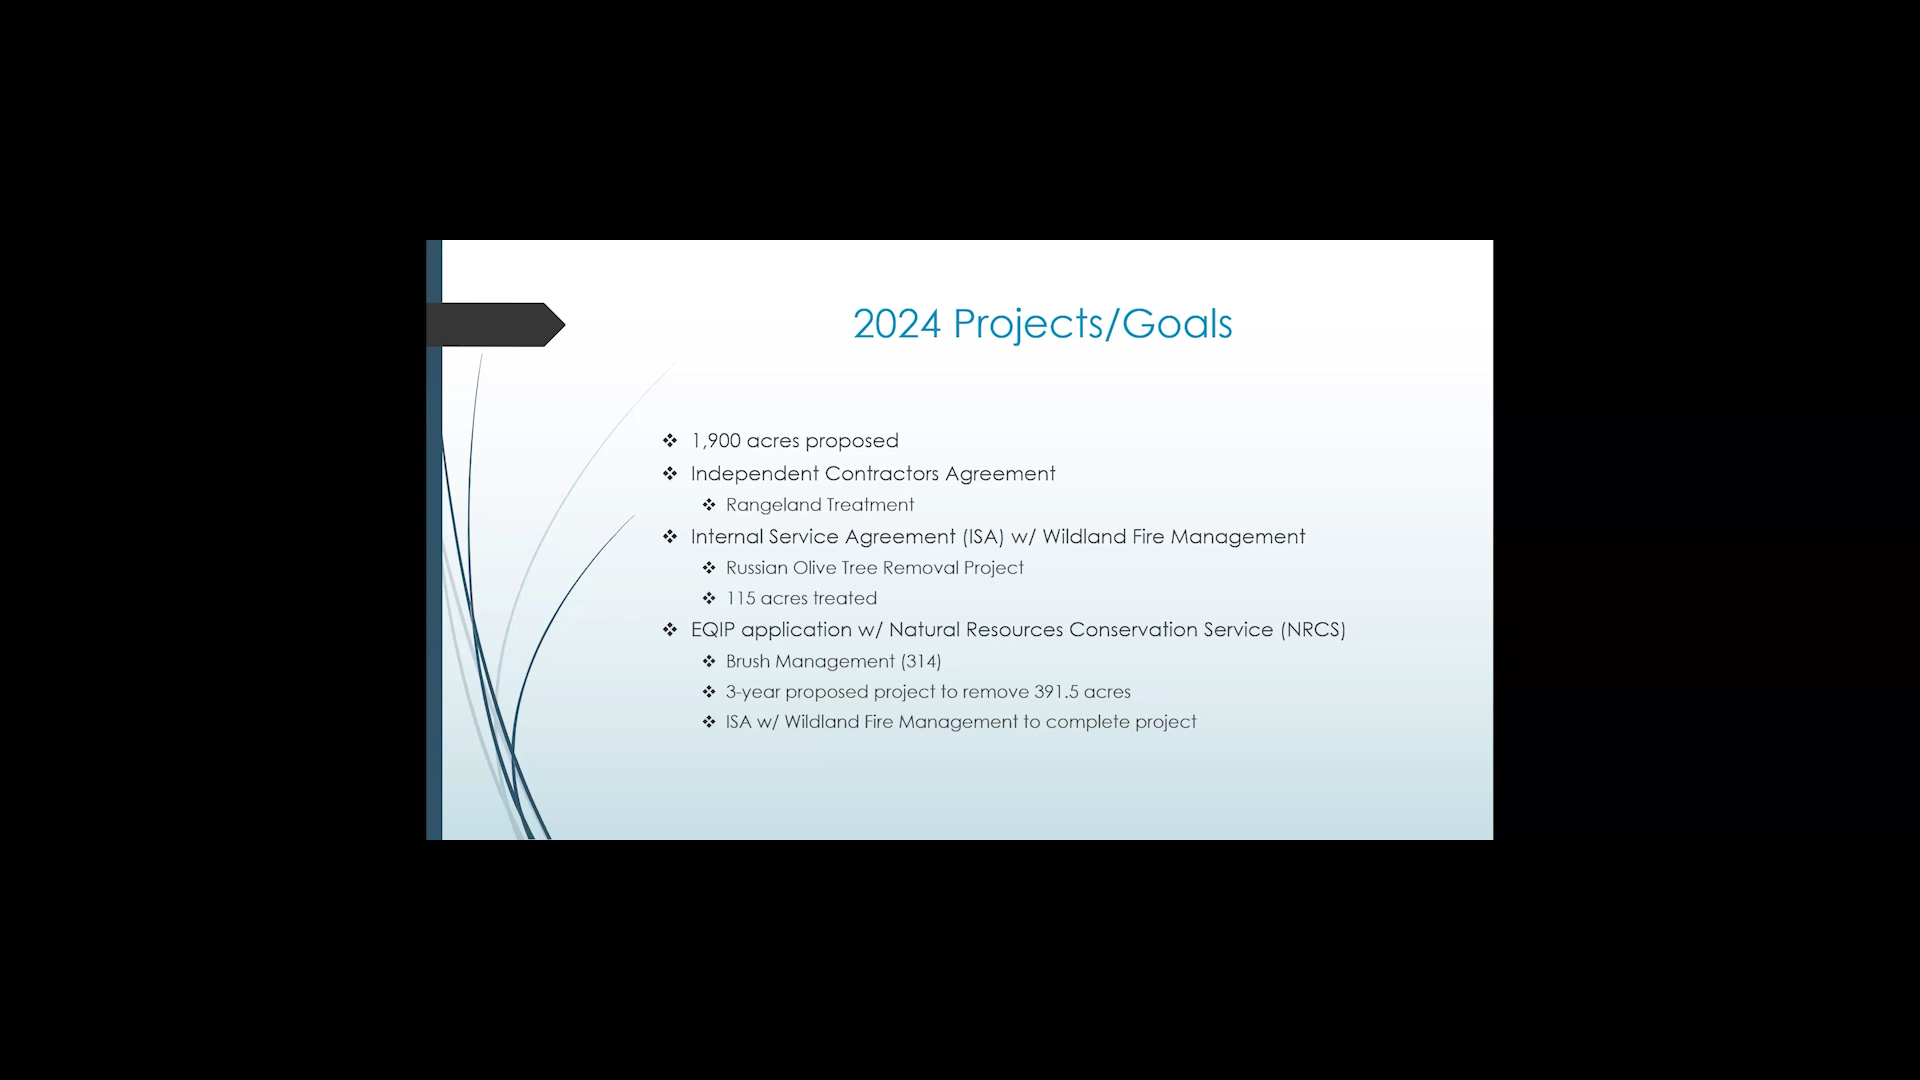 2024 Projects/Goals
❖ 1,900 acres proposed
❖ Independent Contractors Agreement
❖ Rangeland Treatment
❖ Internal Service Agreement (ISA) w/ Wildland Fire Management
❖ Russian Olive Tree Removal Project
❖ 115 acres treated
❖ EQIP application w/ Natural Resources Conservation Service (NRCS)
❖ Brush Management (314)
❖ 3-year proposed project to remove 391.5 acres
❖ ISA w/ Wildland Fire Management to complete project